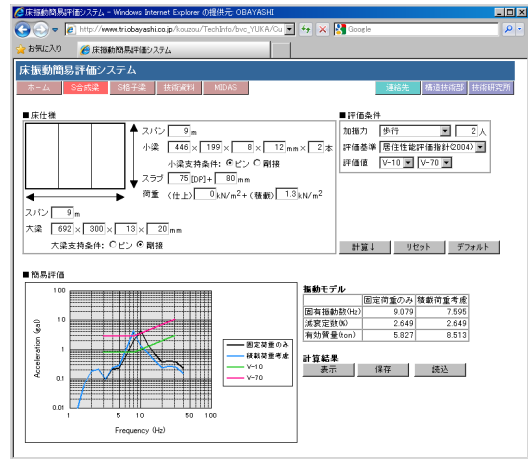 床振動簡易評価システム - Windows Internet Explorer の提供元: OBAYASHI
http://www.tri.obayashi.co.jp/kouzou/TechInfo/bvc_YUKA/Cu
Google
お気に入り
床振動簡易評価システム
床振動簡易評価システム
ホーム S合成梁 S格子梁 技術資料 MIDAS 連絡先 構造技術部 技術研究所
■床仕様
スパン 9 m
小梁 446 × 199 × 8 × 12 mm × 2 本
小梁支持条件: ピン 剛接
スラブ 75 [DP]+ 80 mm
荷重 (仕上) 0 kN/m²+(積載) 1.3 kN/m²
スパン 9 m
大梁 692 × 300 × 13 × 20 mm
大梁支持条件: ピン 剛接
■評価条件
加振力 歩行 2 人
評価基準 居住性能評価指針(2004)
評価値 V-10 V-70
計算↓ リセット デフォルト
■簡易評価
100
10
1
0.1
0.01
Acceleration (gal)
1 5 10 50 100
Frequency (Hz)
固定荷重のみ
積載荷重考慮
V-10
V-70
振動モデル
固定荷重のみ 積載荷重考慮
固有振動数(Hz) 9.079 7.595
減衰定数(%) 2.649 2.649
有効質量(ton) 5.827 8.513
計算結果
表示 保存 読込